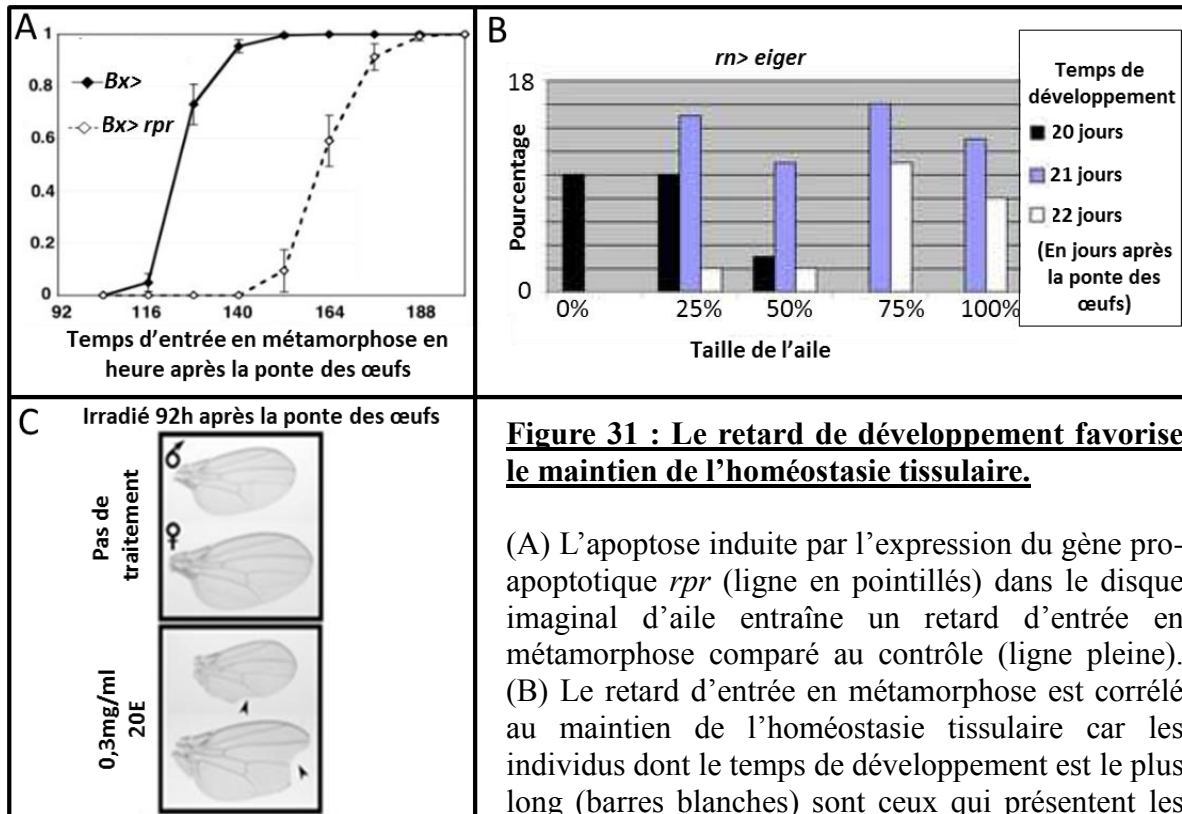 A
1
0.8
0.6
0.4
0.2
0
Bx>
Bx> rpr
92 116 140 164 188
Temps d'entrée en métamorphose en
heure après la ponte des œufs
B
rn> eiger
18
Pourcentage
0
0% 25% 50% 75% 100%
Taille de l'aile
Temps de
développement
20 jours
21 jours
22 jours
(En jours après
la ponte des
œufs)
C
Irradié 92h après la ponte des œufs
Pas de
traitement
♂
♀
0,3mg/ml
20E
Figure 31 : Le retard de développement favorise
le maintien de l'homéostasie tissulaire.
(A) L'apoptose induite par l'expression du gène pro-
apoptotique rpr (ligne en pointillés) dans le disque
imaginal d'aile entraîne un retard d'entrée en
métamorphose comparé au contrôle (ligne pleine).
(B) Le retard d'entrée en métamorphose est corrélé
au maintien de l'homéostasie tissulaire car les
individus dont le temps de développement est le plus
long (barres blanches) sont ceux qui présentent les